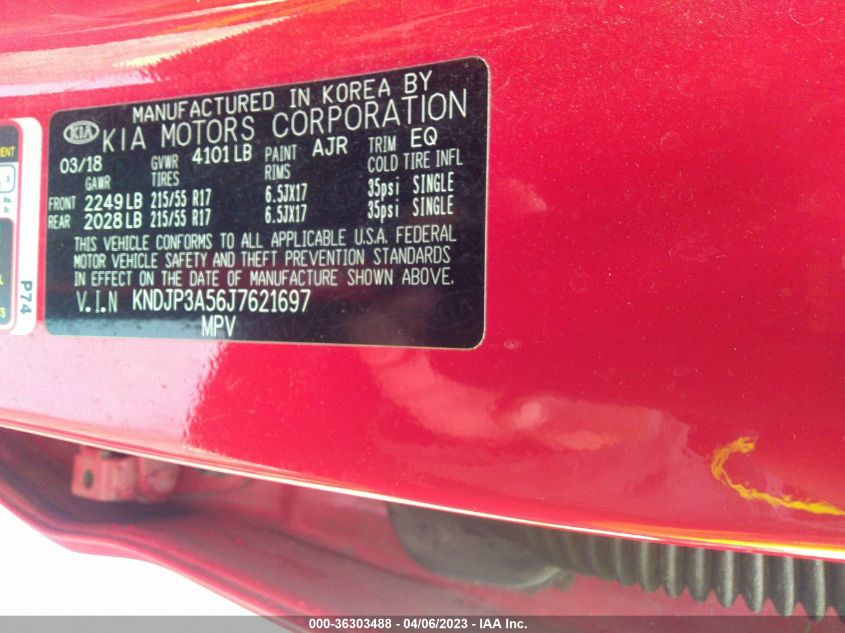 MANUFACTURED IN KOREA BY
KIA KIA MOTORS CORPORATION
03/18 GVWR 4101 LB PAINT AJR TRIM EQ
GAWR TIRES RIMS COLD TIRE INFL
FRONT 2249 LB 215/55 R17 6.5JX17 35psi SINGLE
REAR 2028 LB 215/55 R17 6.5JX17 35psi SINGLE
THIS VEHICLE CONFORMS TO ALL APPLICABLE U.S.A. FEDERAL
MOTOR VEHICLE SAFETY AND THEFT PREVENTION STANDARDS
IN EFFECT ON THE DATE OF MANUFACTURE SHOWN ABOVE.
V.I.N KNDJP3A56J7621697
MPV
P74
000-36303488 - 04/06/2023 - IAA Inc.